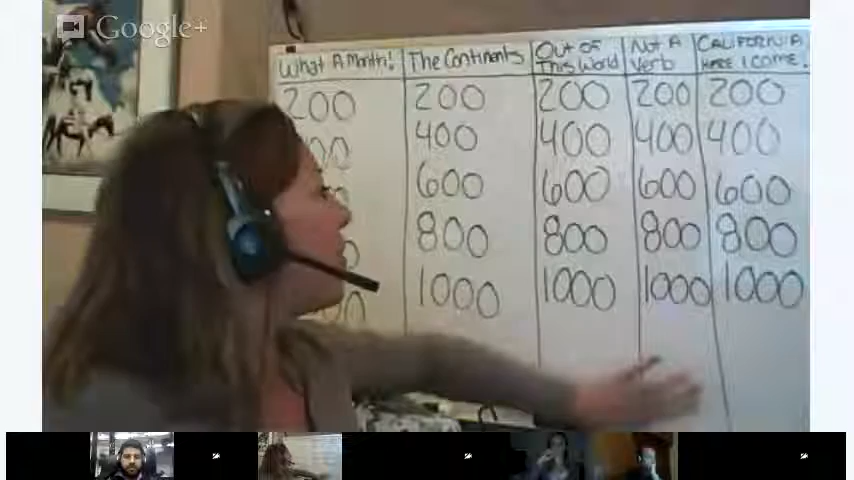 Google+
What A Month! The Continents Out Of This World Not A Verb CALIFORNIA HERE I COME!
200 200 200 200 200
400 400 400 400
600 600 600 600
800 800 800 800
1000 1000 1000 1000